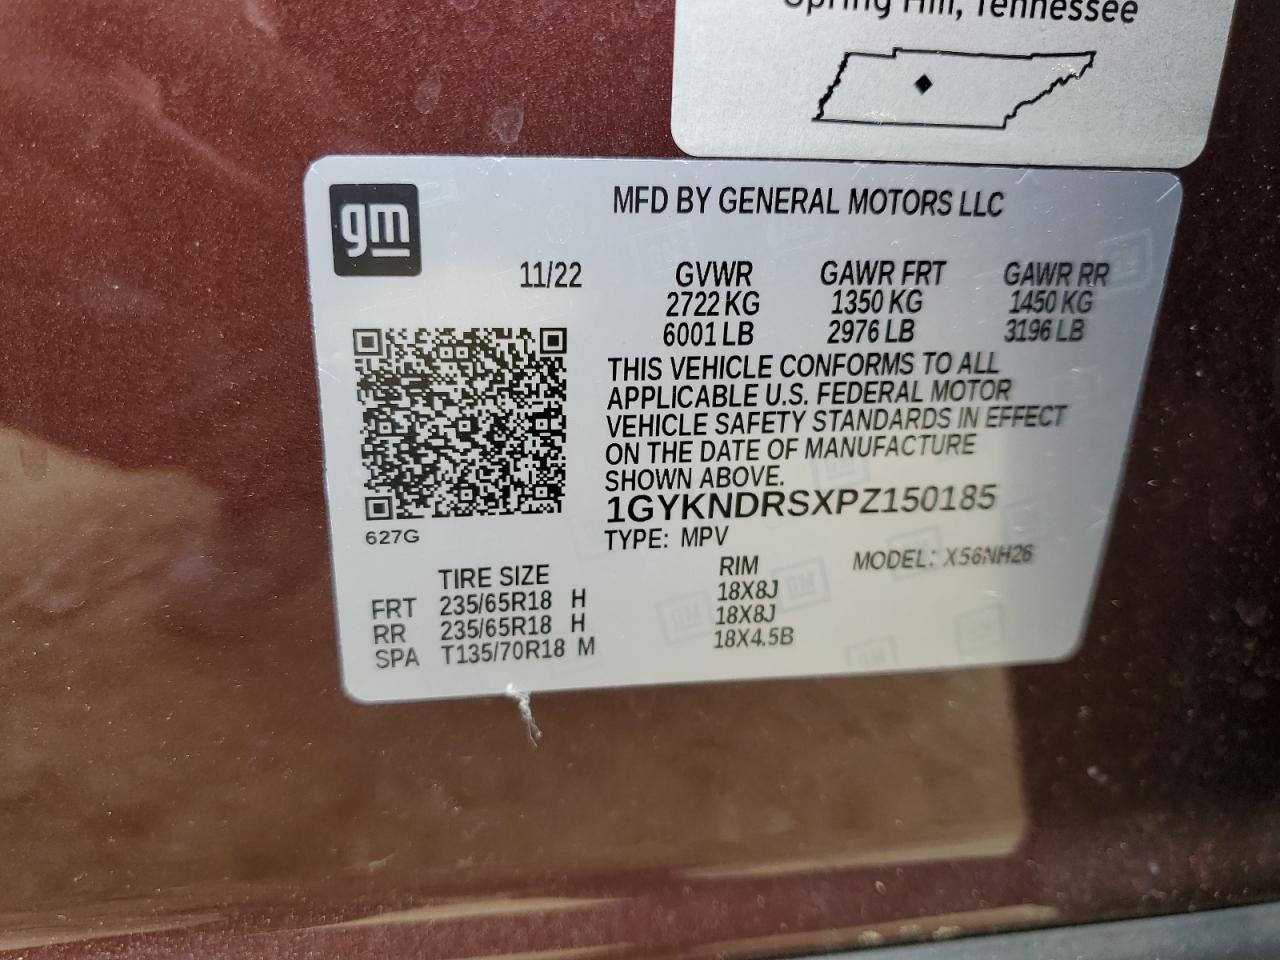 Spring Hill, Tennessee
gm
MFD BY GENERAL MOTORS LLC
11/22
GVWR GAWR FRT GAWR RR
2722 KG 1350 KG 1450 KG
6001 LB 2976 LB 3196 LB
THIS VEHICLE CONFORMS TO ALL
APPLICABLE U.S. FEDERAL MOTOR
VEHICLE SAFETY STANDARDS IN EFFECT
ON THE DATE OF MANUFACTURE
SHOWN ABOVE.
1GYKNDRSXPZ150185
627G
TYPE: MPV
MODEL: X56NH26
TIRE SIZE RIM
FRT 235/65R18 H 18X8J
RR 235/65R18 H 18X8J
SPA T135/70R18 M 18X4.5B